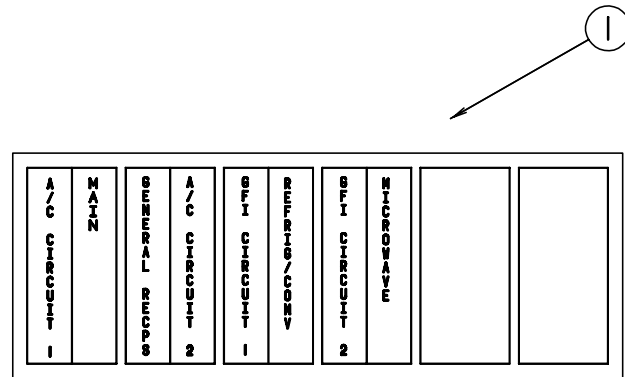 1
A/C CIRCUIT 1
MAIN
GENERAL RECPS
A/C CIRCUIT 2
GFI CIRCUIT 1
REFRIG/CONV
GFI CIRCUIT 2
MICROWAVE